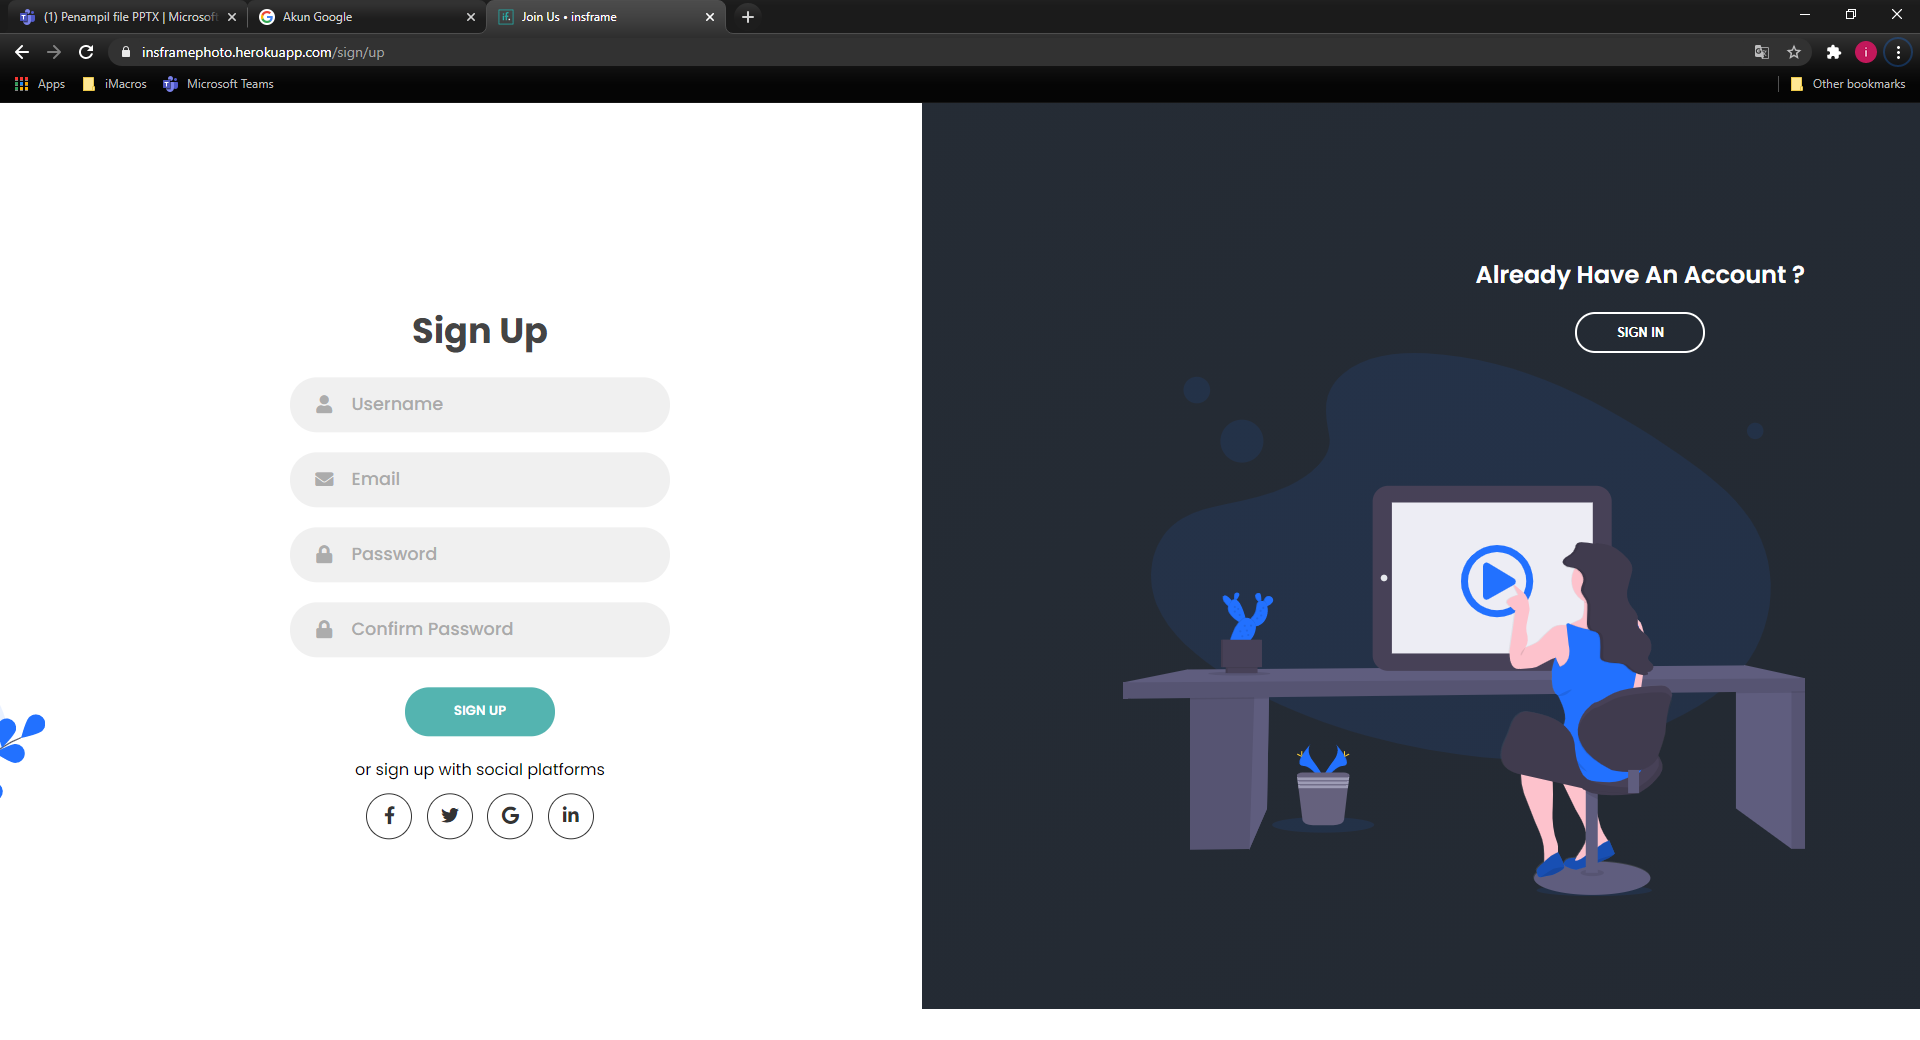 (1) Penampil file PPTX | Microsoft
Akun Google
Join Us • insframe
insframephoto.herokuapp.com/sign/up
i
Apps
iMacros
Microsoft Teams
Other bookmarks
Already Have An Account ?
SIGN IN
Sign Up
Username
Email
Password
Confirm Password
SIGN UP
or sign up with social platforms